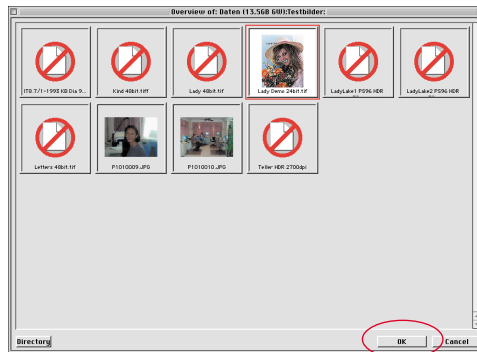 Overview of: Daten (13.5GB GW):Testbilder:
IT8.7/1-1993 KB Dia 9...
Kind 48bit.tiff
Lady 48bit.tif
Lady Demo 24bit.tif
LadyLake1 PS96 HDR
LadyLake2 PS96 HDR
Letters 48bit.tif
P1010009.JPG
P1010010.JPG
Teller HDR 2700dpi
Directory
OK
Cancel